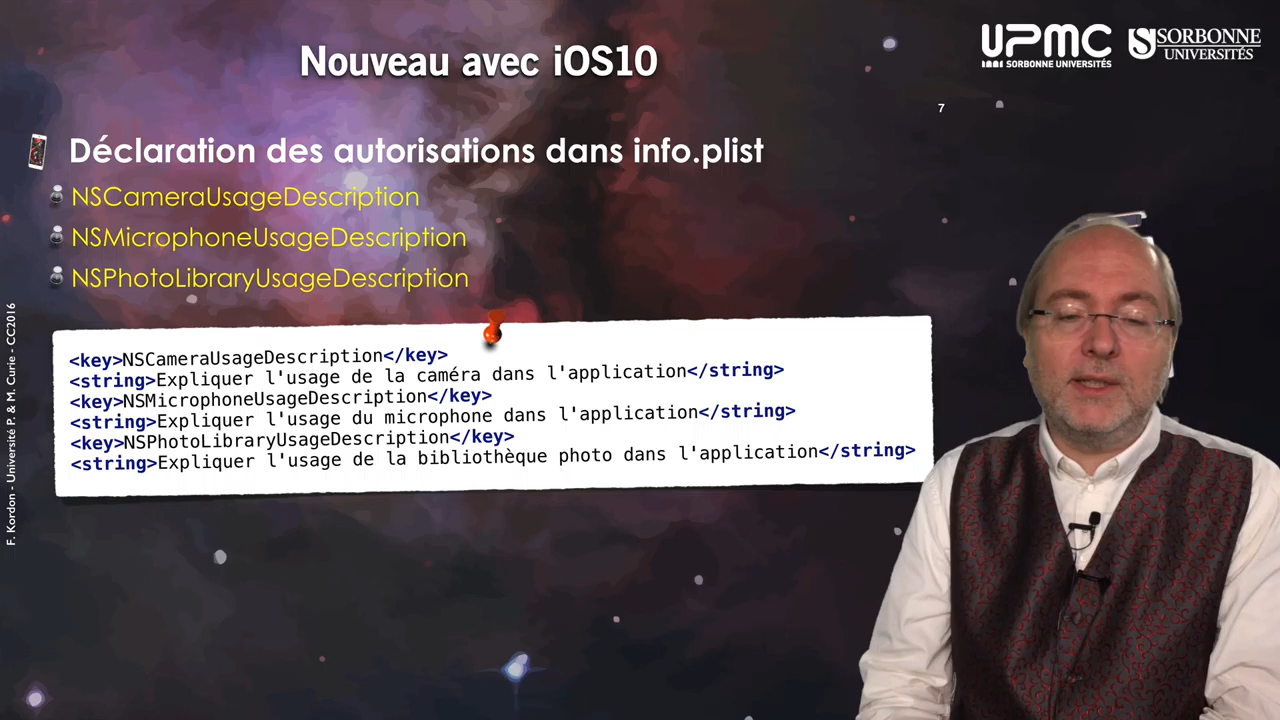 Nouveau avec iOS10
UPMC
SORBONNE UNIVERSITÉS
SORBONNE
UNIVERSITÉS
7
Déclaration des autorisations dans info.plist
NSCameraUsageDescription
NSMicrophoneUsageDescription
NSPhotoLibraryUsageDescription
<key>NSCameraUsageDescription</key>
<string>Expliquer l'usage de la caméra dans l'application</string>
<key>NSMicrophoneUsageDescription</key>
<string>Expliquer l'usage du microphone dans l'application</string>
<key>NSPhotoLibraryUsageDescription</key>
<string>Expliquer l'usage de la bibliothèque photo dans l'application</string>
F. Kordon - Université P. & M. Curie - CC2016